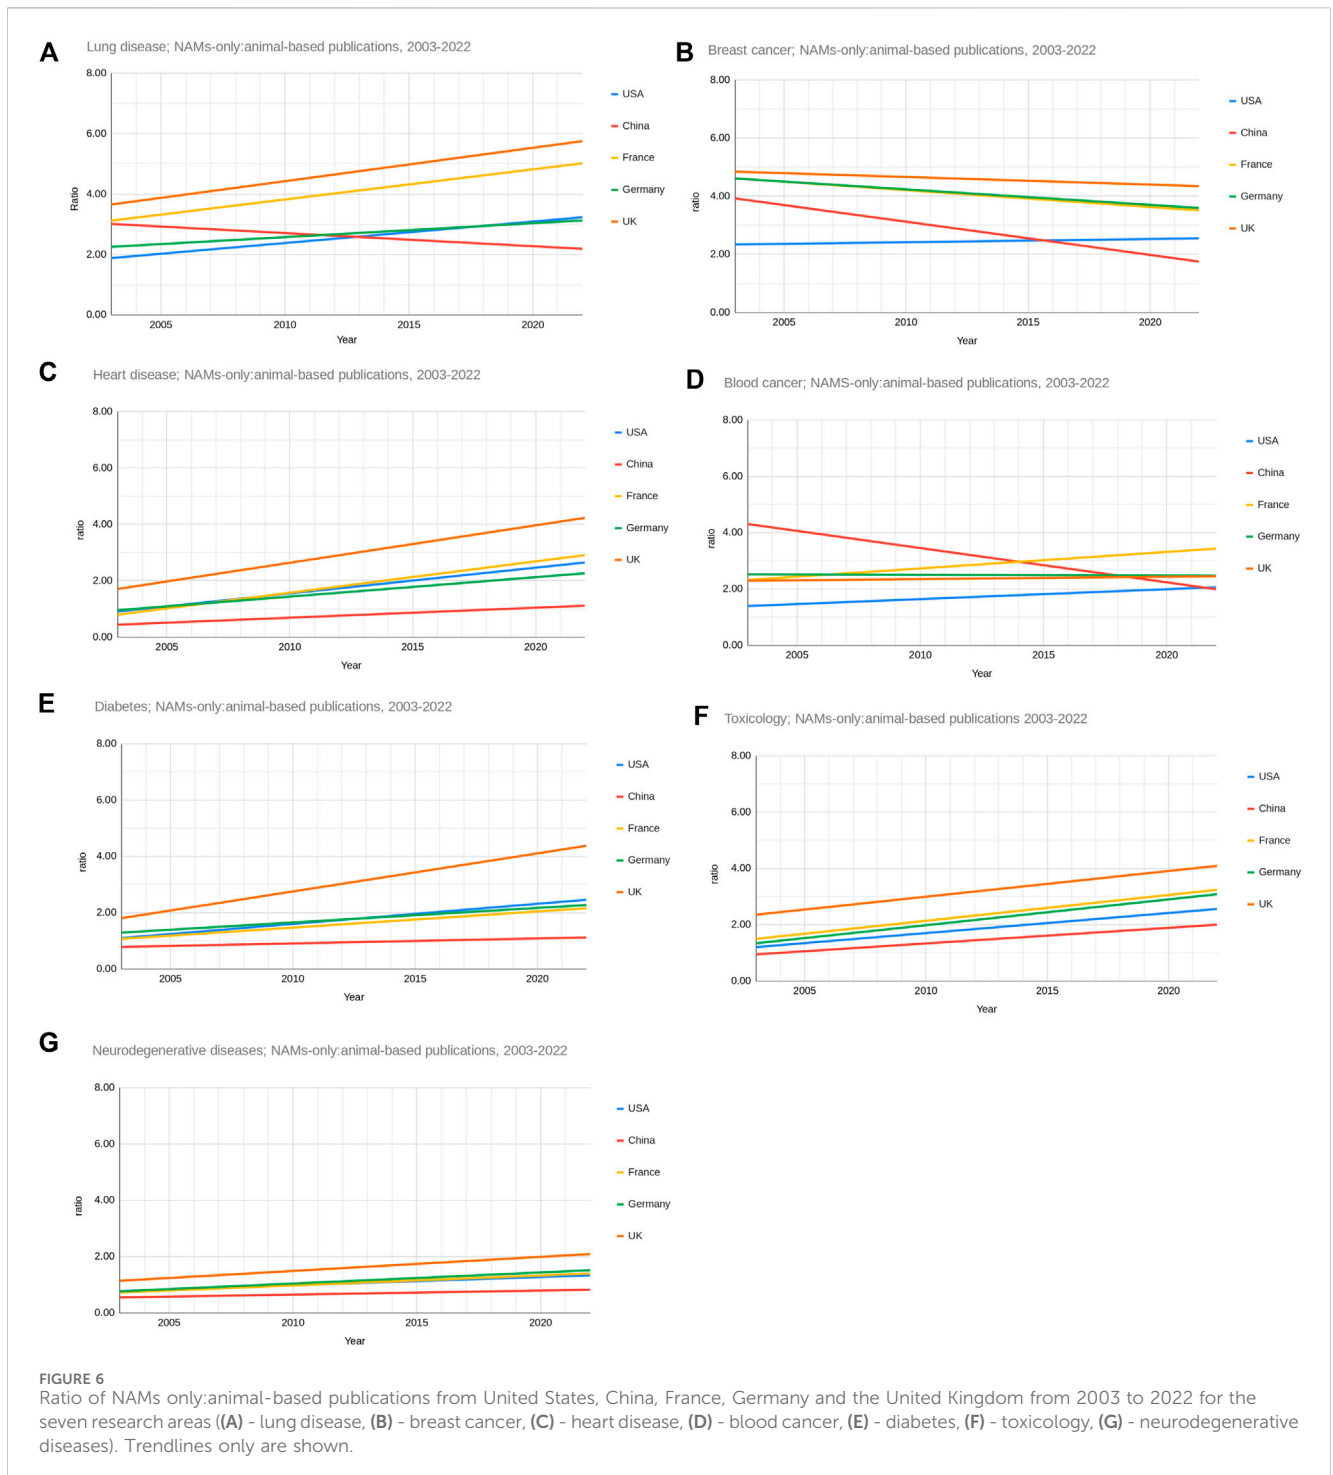 A
Lung disease; NAMs-only:animal-based publications, 2003-2022
8.00
6.00
4.00
2.00
0.00
Ratio
2005
2010
2015
2020
Year
USA
China
France
Germany
UK
B
Breast cancer; NAMs-only:animal-based publications, 2003-2022
8.00
6.00
4.00
2.00
0.00
ratio
2005
2010
2015
2020
Year
USA
China
France
Germany
UK
C
Heart disease; NAMs-only:animal-based publications, 2003-2022
8.00
6.00
4.00
2.00
0.00
ratio
2005
2010
2015
2020
Year
USA
China
France
Germany
UK
D
Blood cancer; NAMS-only:animal-based publications, 2003-2022
8.00
6.00
4.00
2.00
0.00
ratio
2005
2010
2015
2020
Year
USA
China
France
Germany
UK
E
Diabetes; NAMs-only:animal-based publications, 2003-2022
8.00
6.00
4.00
2.00
0.00
ratio
2005
2010
2015
2020
Year
USA
China
France
Germany
UK
F
Toxicology; NAMs-only:animal-based publications 2003-2022
8.00
6.00
4.00
2.00
0.00
ratio
2005
2010
2015
2020
Year
USA
China
France
Germany
UK
G
Neurodegenerative diseases; NAMs-only:animal-based publications, 2003-2022
8.00
6.00
4.00
2.00
0.00
ratio
2005
2010
2015
2020
Year
USA
China
France
Germany
UK
FIGURE 6
Ratio of NAMs only:animal-based publications from United States, China, France, Germany and the United Kingdom from 2003 to 2022 for the
seven research areas ((A) - lung disease, (B) - breast cancer, (C) - heart disease, (D) - blood cancer, (E) - diabetes, (F) - toxicology, (G) - neurodegenerative
diseases). Trendlines only are shown.